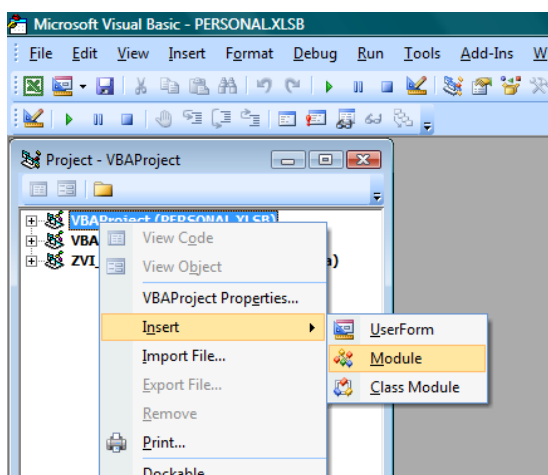 Microsoft Visual Basic - PERSONAL.XLSB
File Edit View Insert Format Debug Run Tools Add-Ins W
Project - VBAProject
VBAProject (PERSONAL.XLSB)
VBA
ZVI_
View Code
View Object
VBAProject Properties...
Insert
Import File...
Export File...
Remove
Print...
Dockable
UserForm
Module
Class Module